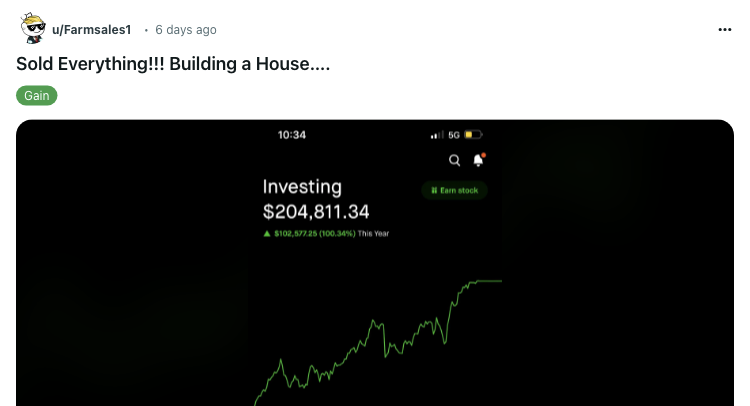 u/Farmsales1 • 6 days ago
Sold Everything!!! Building a House....
Gain
10:34 5G
Investing
Earn stock
$204,811.34
▲ $102,577.25 (100.34%) This Year